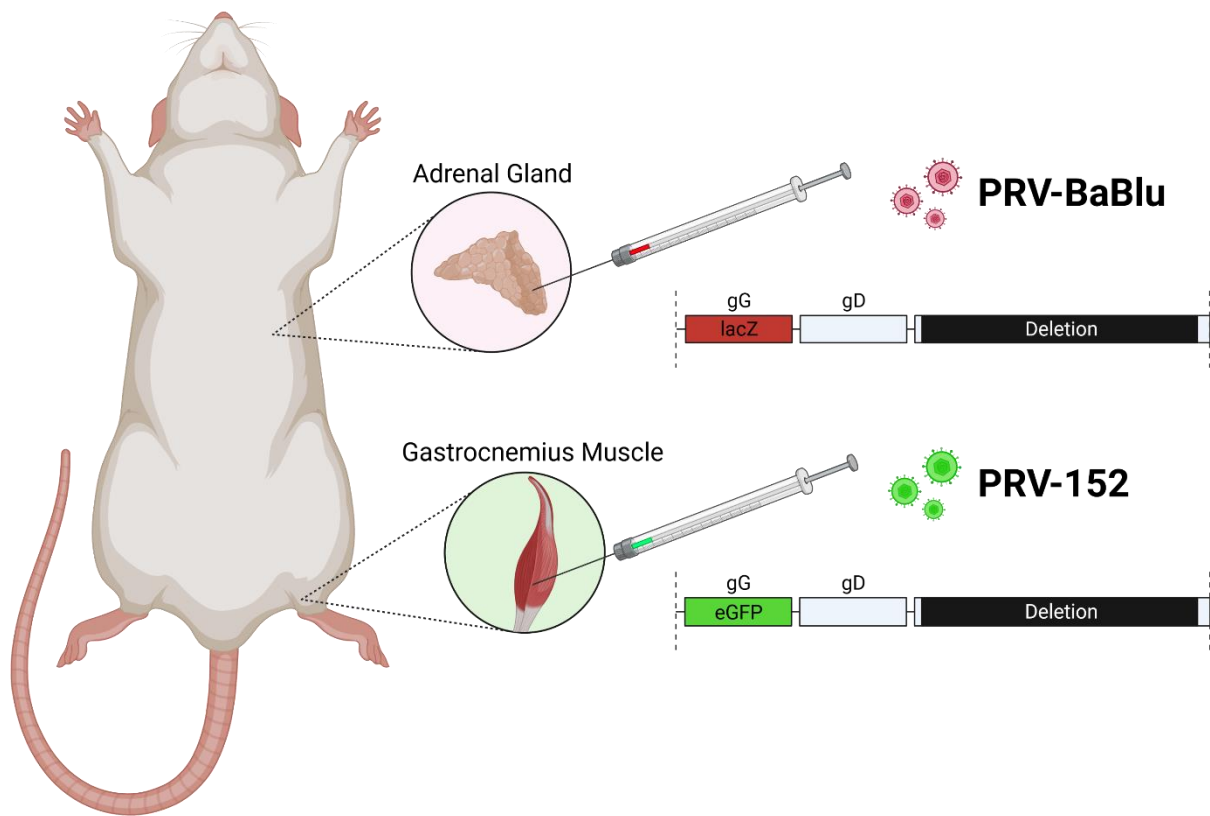 Adrenal Gland
PRV-BaBlu
gG gD
lacZ Deletion
Gastrocnemius Muscle
PRV-152
gG gD
eGFP Deletion